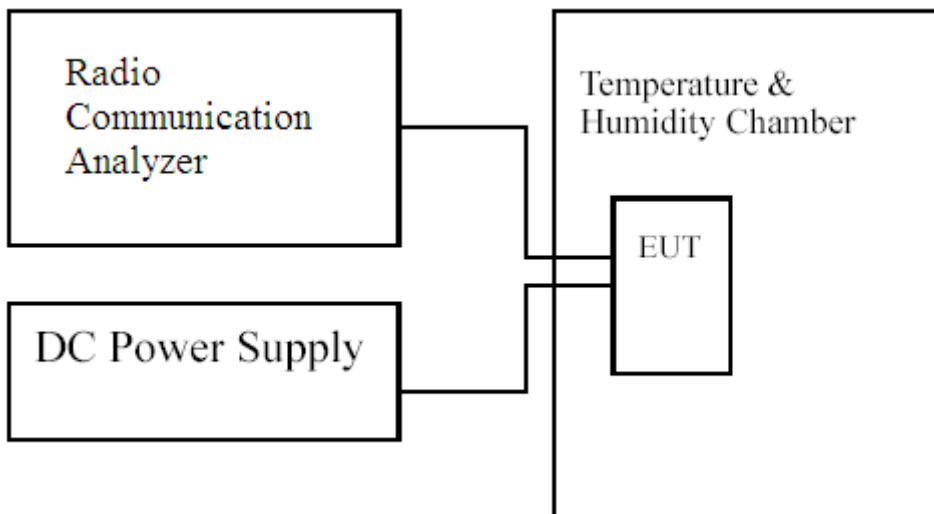 Radio
Communication
Analyzer
Temperature &
Humidity Chamber
EUT
DC Power Supply